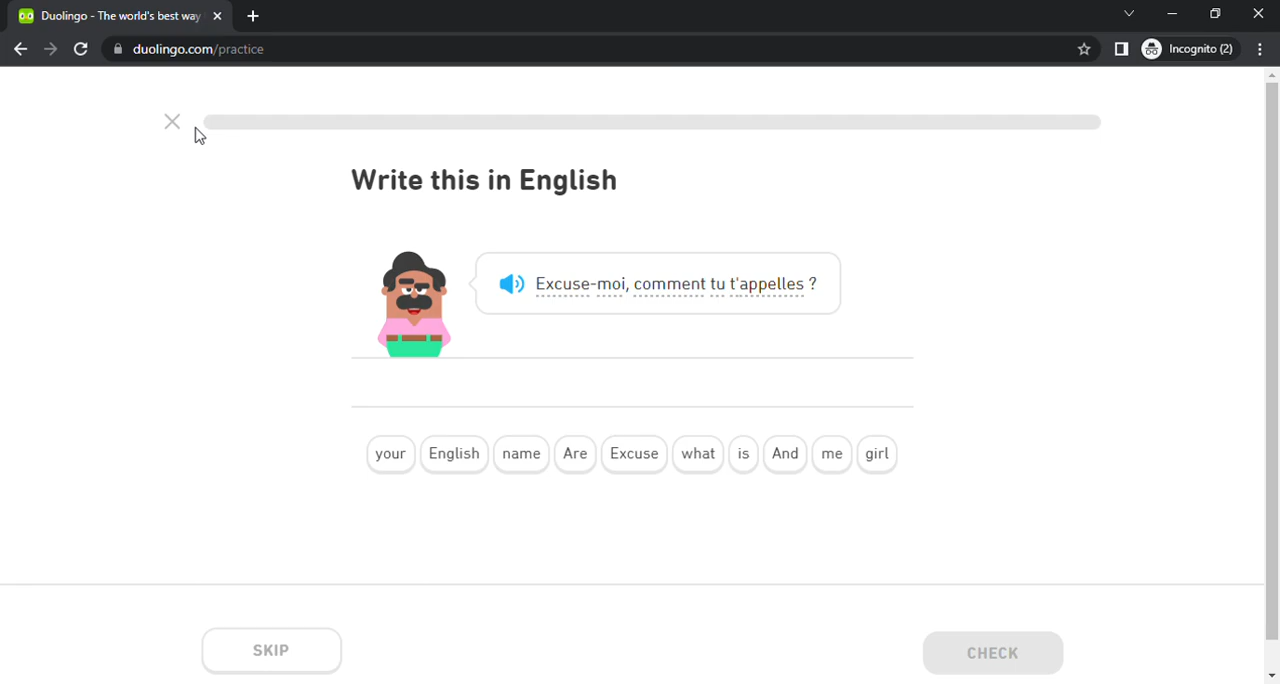 Duolingo - The world's best way
duolingo.com/practice
Incognito (2)
Write this in English
Excuse-moi, comment tu t'appelles ?
your English name Are Excuse what is And me girl
SKIP
CHECK